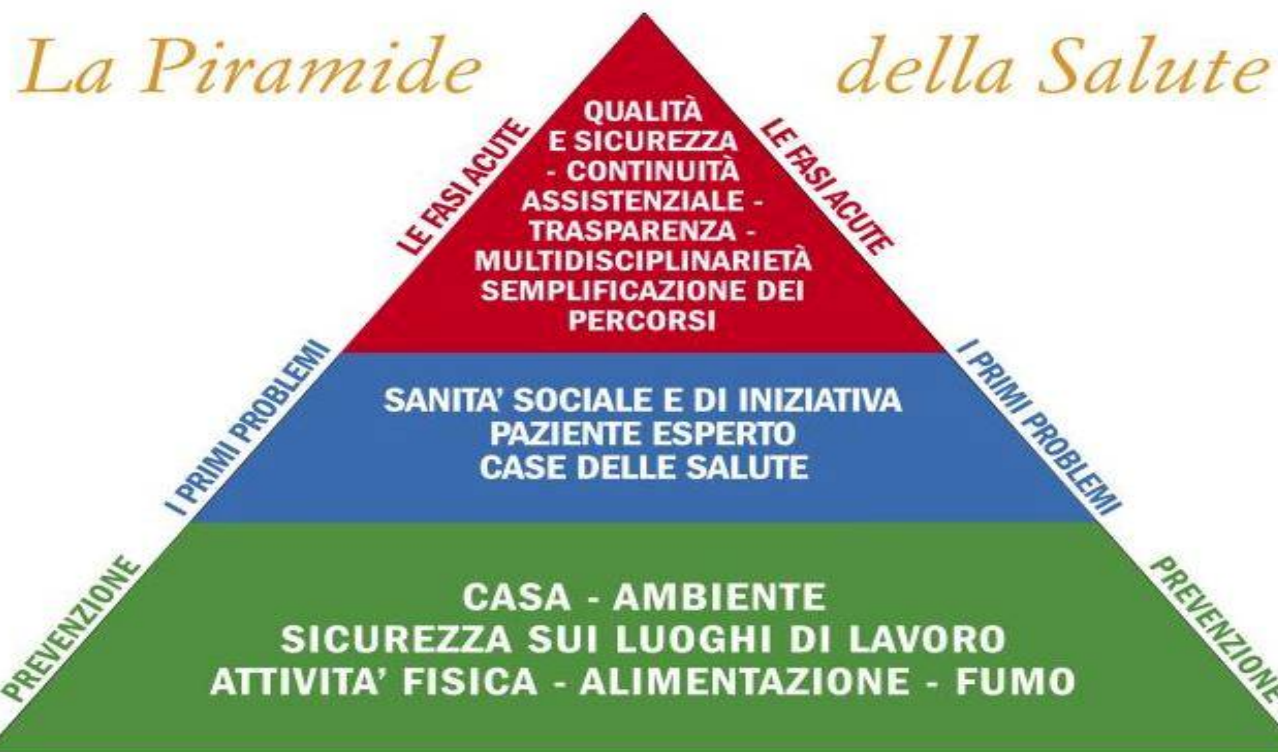 La Piramide della Salute
LE FASI ACUTE
LE FASI ACUTE
QUALITÀ
E SICUREZZA
- CONTINUITÀ
ASSISTENZIALE -
TRASPARENZA -
MULTIDISCIPLINARIETÀ
SEMPLIFICAZIONE DEI
PERCORSI
I PRIMI PROBLEMI
I PRIMI PROBLEMI
SANITA' SOCIALE E DI INIZIATIVA
PAZIENTE ESPERTO
CASE DELLE SALUTE
PREVENZIONE
PREVENZIONE
CASA - AMBIENTE
SICUREZZA SUI LUOGHI DI LAVORO
ATTIVITA' FISICA - ALIMENTAZIONE - FUMO